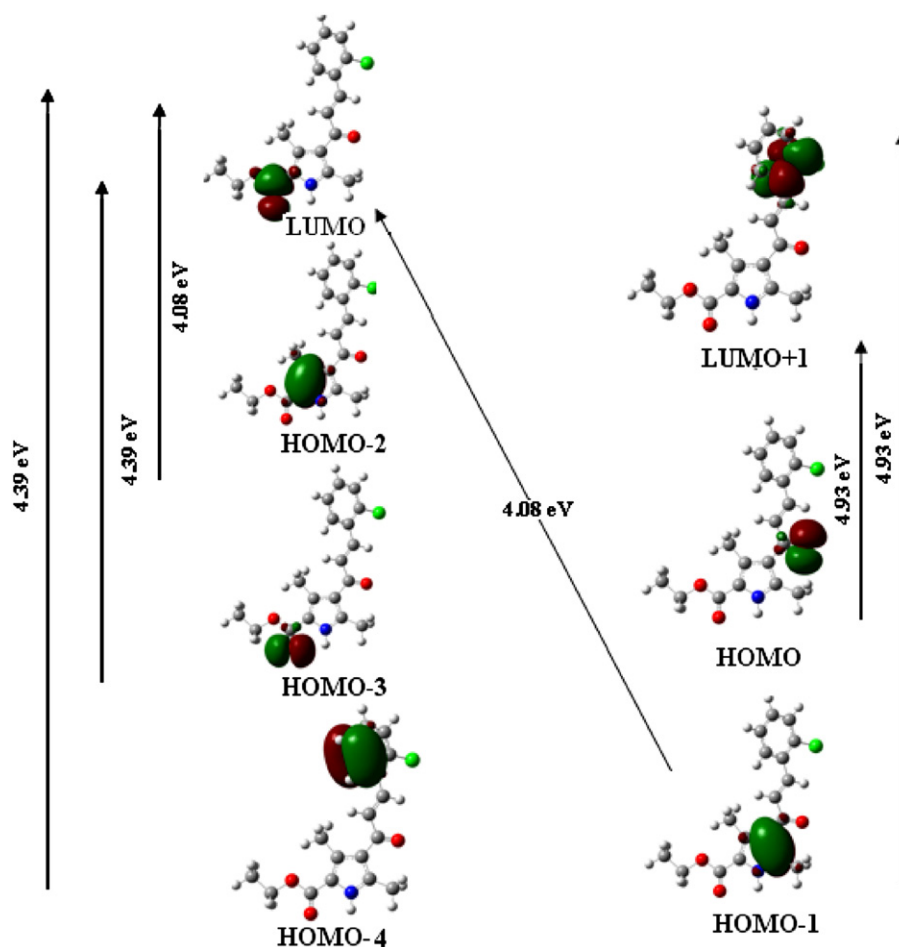 LUMO
HOMO-2
HOMO-3
HOMO-4
4.39 eV
4.39 eV
4.08 eV
4.08 eV
LUMO+1
HOMO
HOMO-1
4.93 eV
4.93 eV